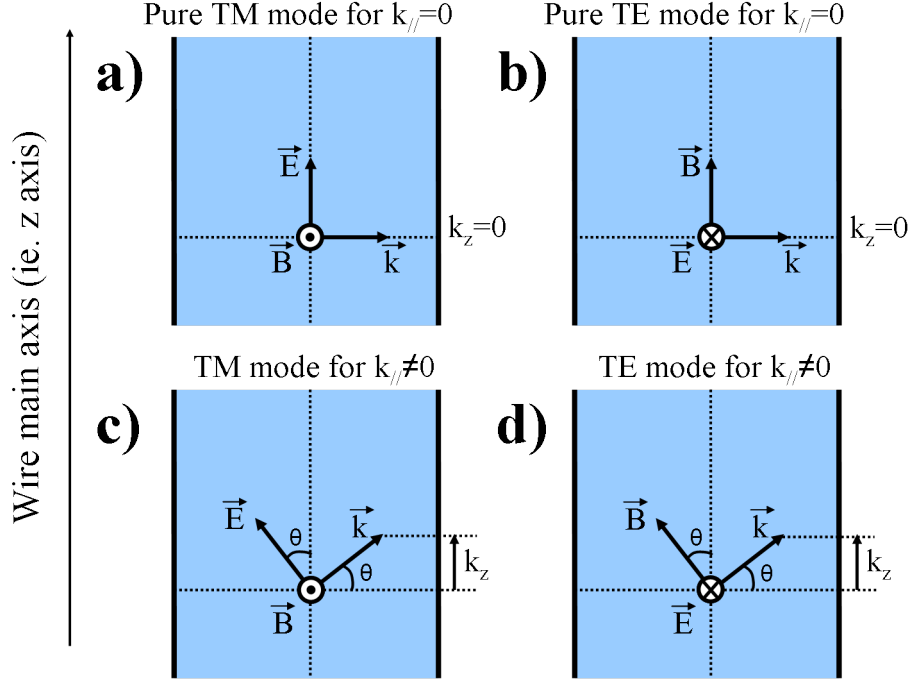 Pure TM mode for k//=0
Pure TE mode for k//=0
Wire main axis (ie. z axis)
a)
E
B
k
kz=0
b)
B
E
k
kz=0
TM mode for k//≠0
TE mode for k//≠0
c)
E
θ
k
θ
B
kz
d)
B
θ
k
θ
E
kz